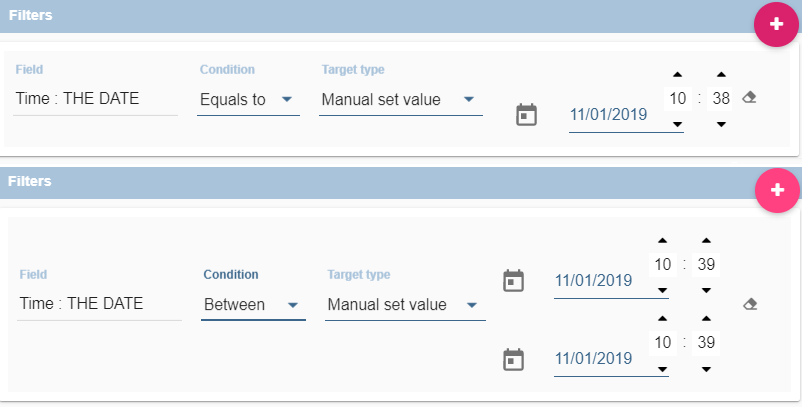 Filters
+
Field Condition Target type
Time : THE DATE Equals to Manual set value 11/01/2019 10 : 38
Filters
+
10 : 39
Field Condition Target type 11/01/2019
Time : THE DATE Between Manual set value
10 : 39
11/01/2019